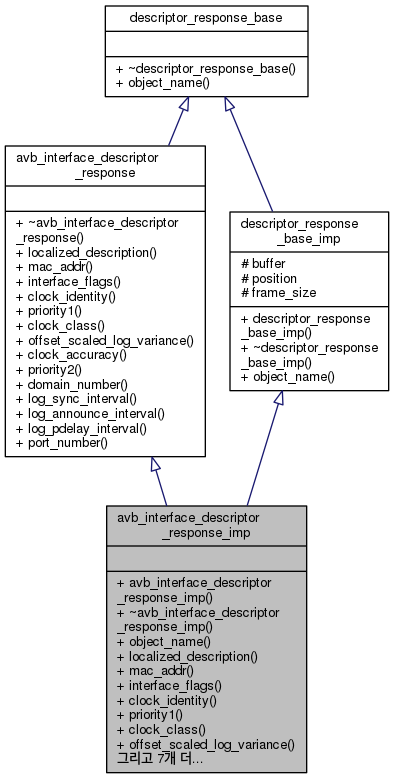 descriptor_response_base
+ ~descriptor_response_base()
+ object_name()
avb_interface_descriptor
_response
+ ~avb_interface_descriptor
_response()
+ localized_description()
+ mac_addr()
+ interface_flags()
+ clock_identity()
+ priority1()
+ clock_class()
+ offset_scaled_log_variance()
+ clock_accuracy()
+ priority2()
+ domain_number()
+ log_sync_interval()
+ log_announce_interval()
+ log_pdelay_interval()
+ port_number()
descriptor_response
_base_imp
# buffer
# position
# frame_size
+ descriptor_response
_base_imp()
+ ~descriptor_response
_base_imp()
+ object_name()
avb_interface_descriptor
_response_imp
+ avb_interface_descriptor
_response_imp()
+ ~avb_interface_descriptor
_response_imp()
+ object_name()
+ localized_description()
+ mac_addr()
+ interface_flags()
+ clock_identity()
+ priority1()
+ clock_class()
+ offset_scaled_log_variance()
그리고 7개 더...